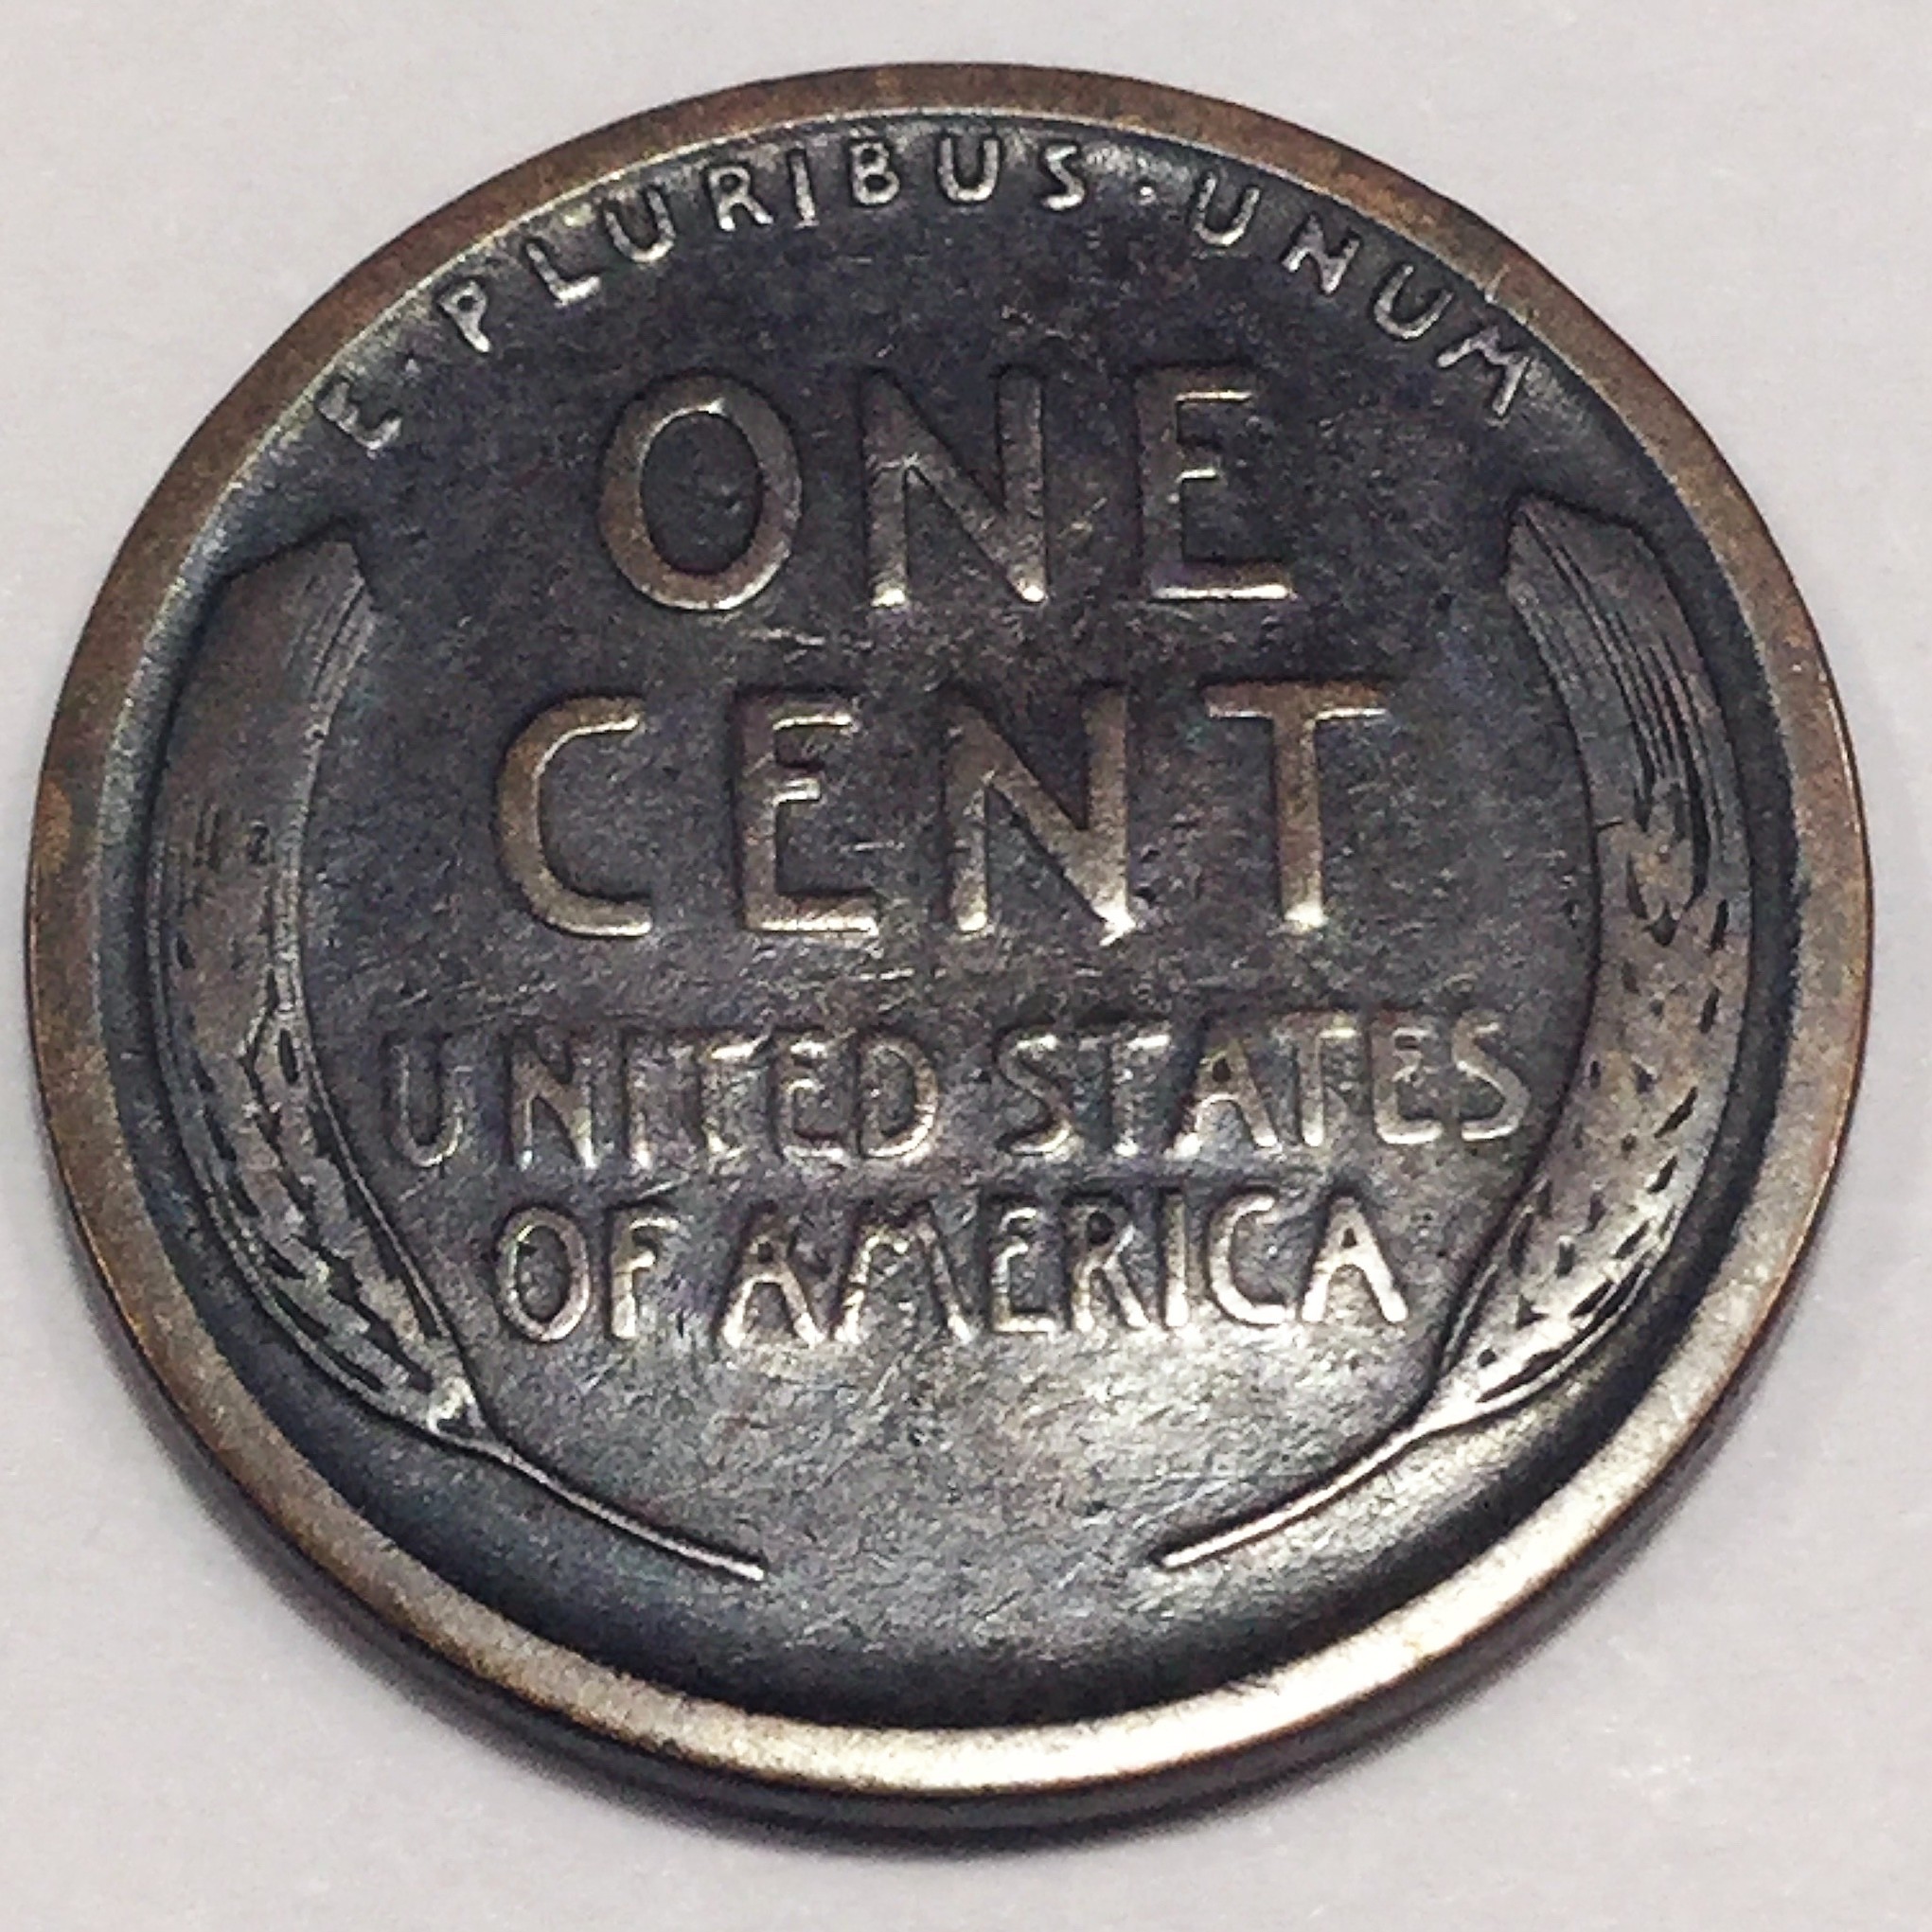 E·PLURIBUS·UNUM
ONE
CENT
UNITED STATES
OF AMERICA